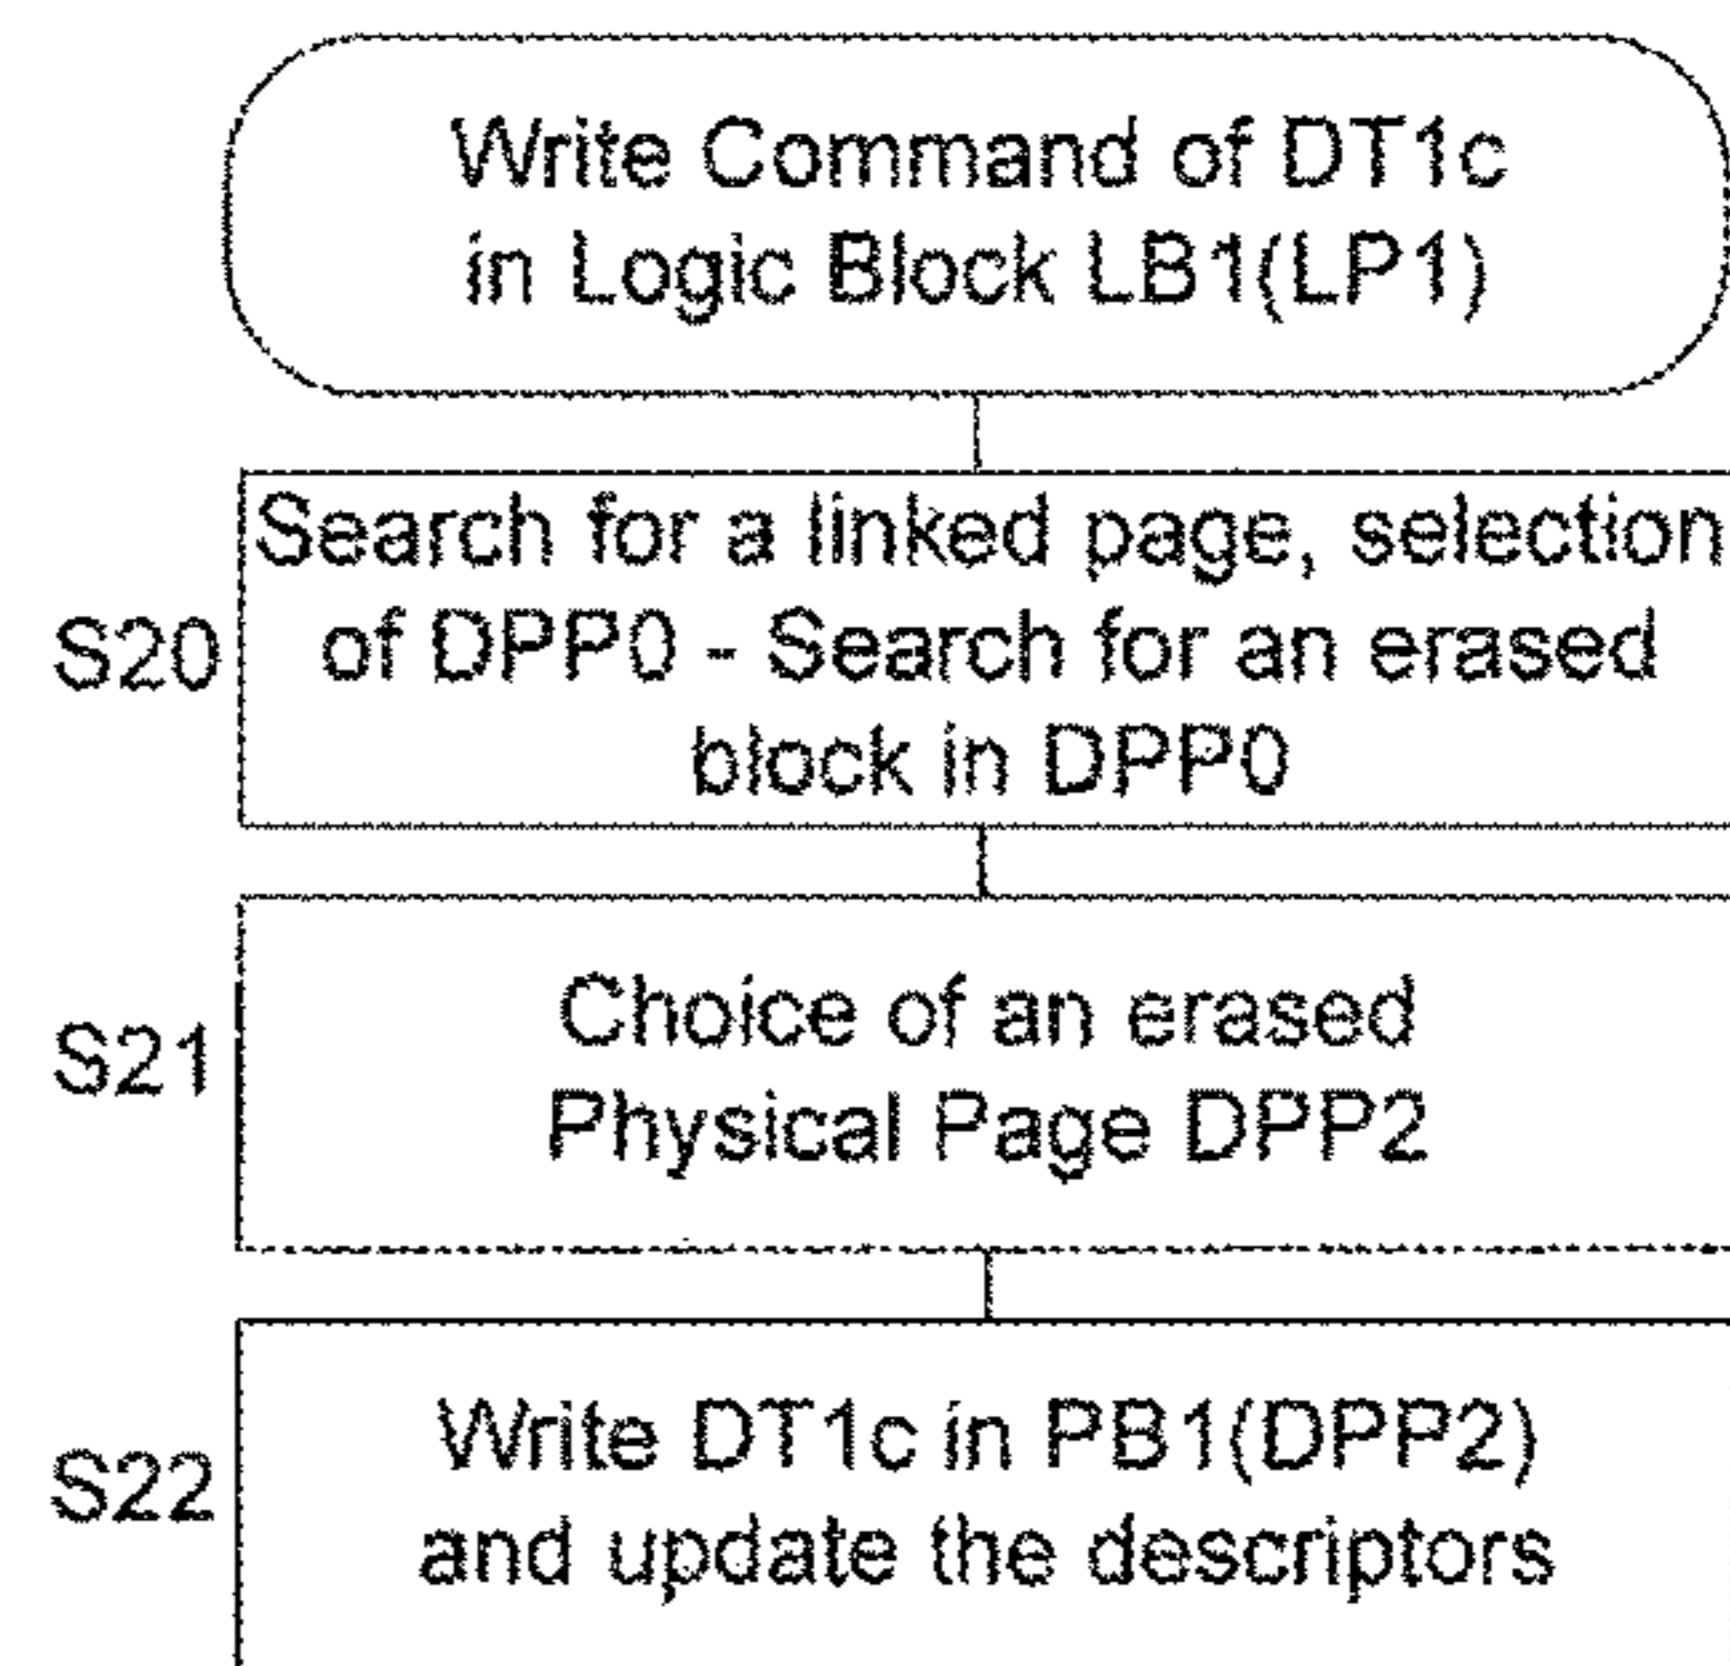 Write Command of DT1c
in Logic Block LB1(LP1)
Search for a linked page, selection
S20
of DPP0 - Search for an erased
block in DPP0
S21
Choice of an erased
Physical Page DPP2
S22
Write DT1c in PB1(DPP2)
and update the descriptors